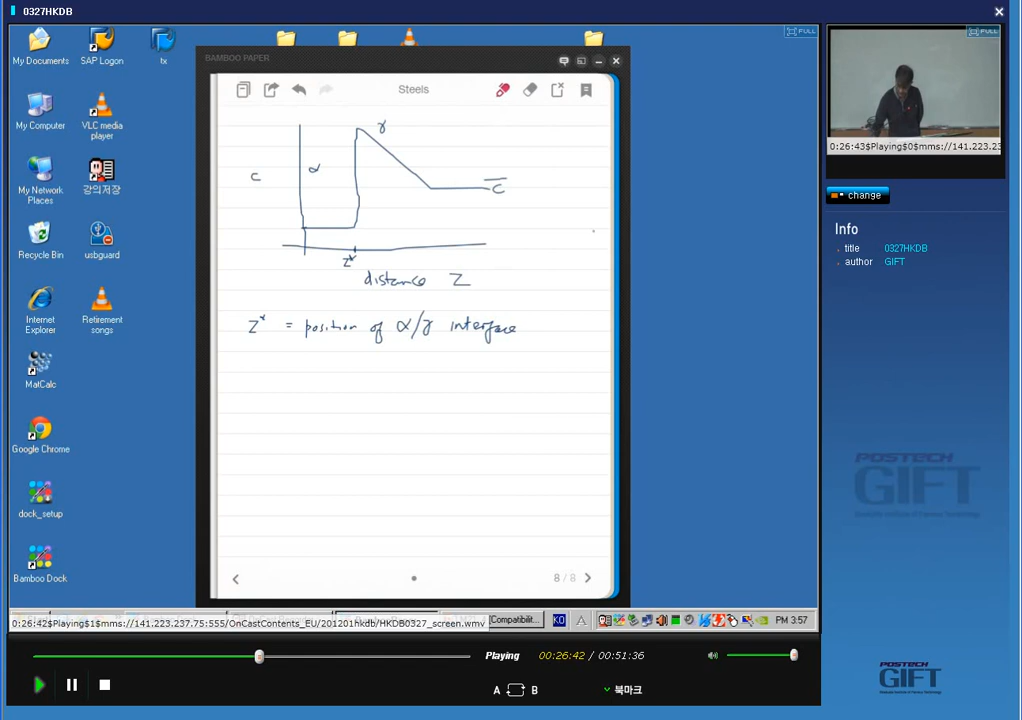 0327HKDB
FULL
FULL
My Documents
SAP Logon
tx
My Computer
VLC media
player
My Network
Places
강의저장
Recycle Bin
usbguard
Internet
Explorer
Retirement
songs
MatCalc
Google Chrome
dock_setup
Bamboo Dock
BAMBOO PAPER
Steels
γ
α
c
c̅
z*
distance z
z* = position of α/γ interface
8 / 8
0:26:42$Playing$1$mms://141.223.237.75:555/OnCastContents_EU/201201hkdb/HKDB0327_screen.wmv
Compatibilit...
KO
A
PM 3:57
0:26:43$Playing$0$mms://141.223.23
change
Info
title 0327HKDB
author GIFT
POSTECH
GIFT
Playing 00:26:42 / 00:51:36
A B
북마크
POSTECH
GIFT